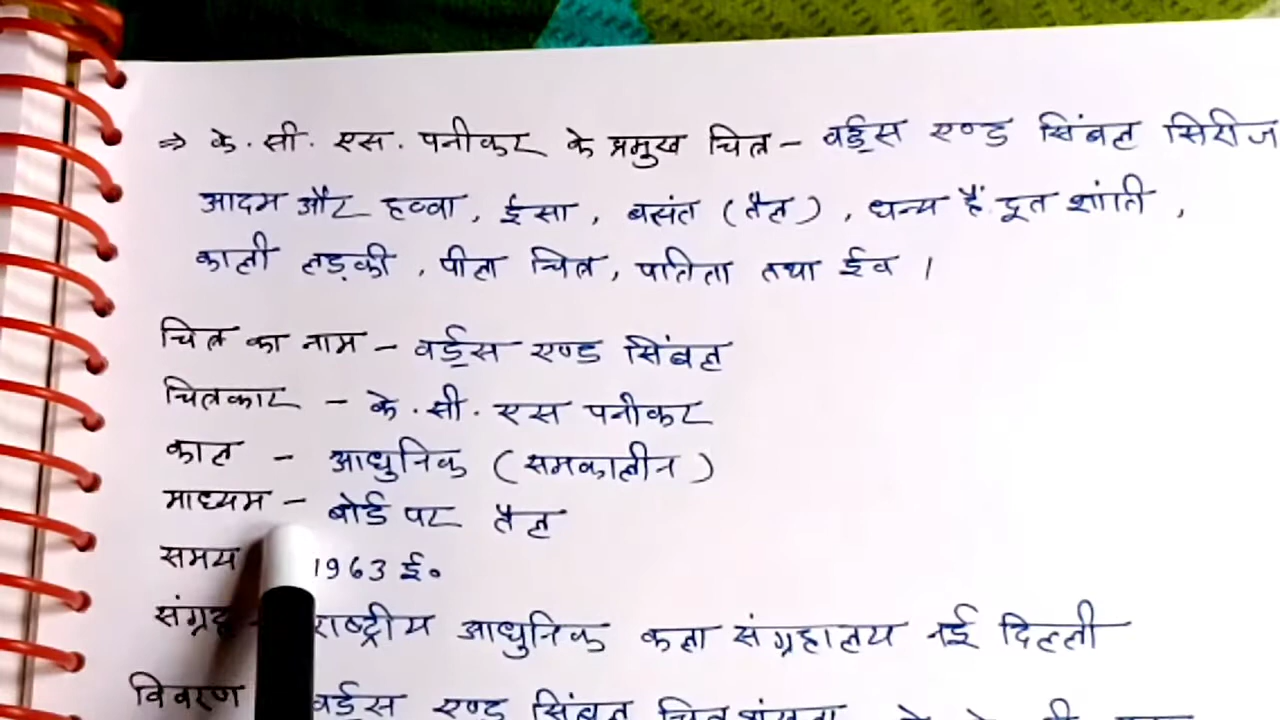 ⇒ के. सी. एस. पनीकर के प्रमुख चित्र – वर्ड्स एण्ड सिंबल सिरीज
आदम और हव्वा, ईसा, बसंत (तैल), धन्य हैं दूत शांति,
काली लड़की, पीला चित्र, पतिता तथा ईव ।
चित्र का नाम – वर्ड्स एण्ड सिंबल
चित्रकार – के. सी. एस पनीकर
काल – आधुनिक (समकालीन)
माध्यम – बोर्ड पर तैल
समय 1963 ई॰
संग्रह राष्ट्रीय आधुनिक कला संग्रहालय नई दिल्ली
विवरण वर्ड्स एण्ड सिंबल चित्र